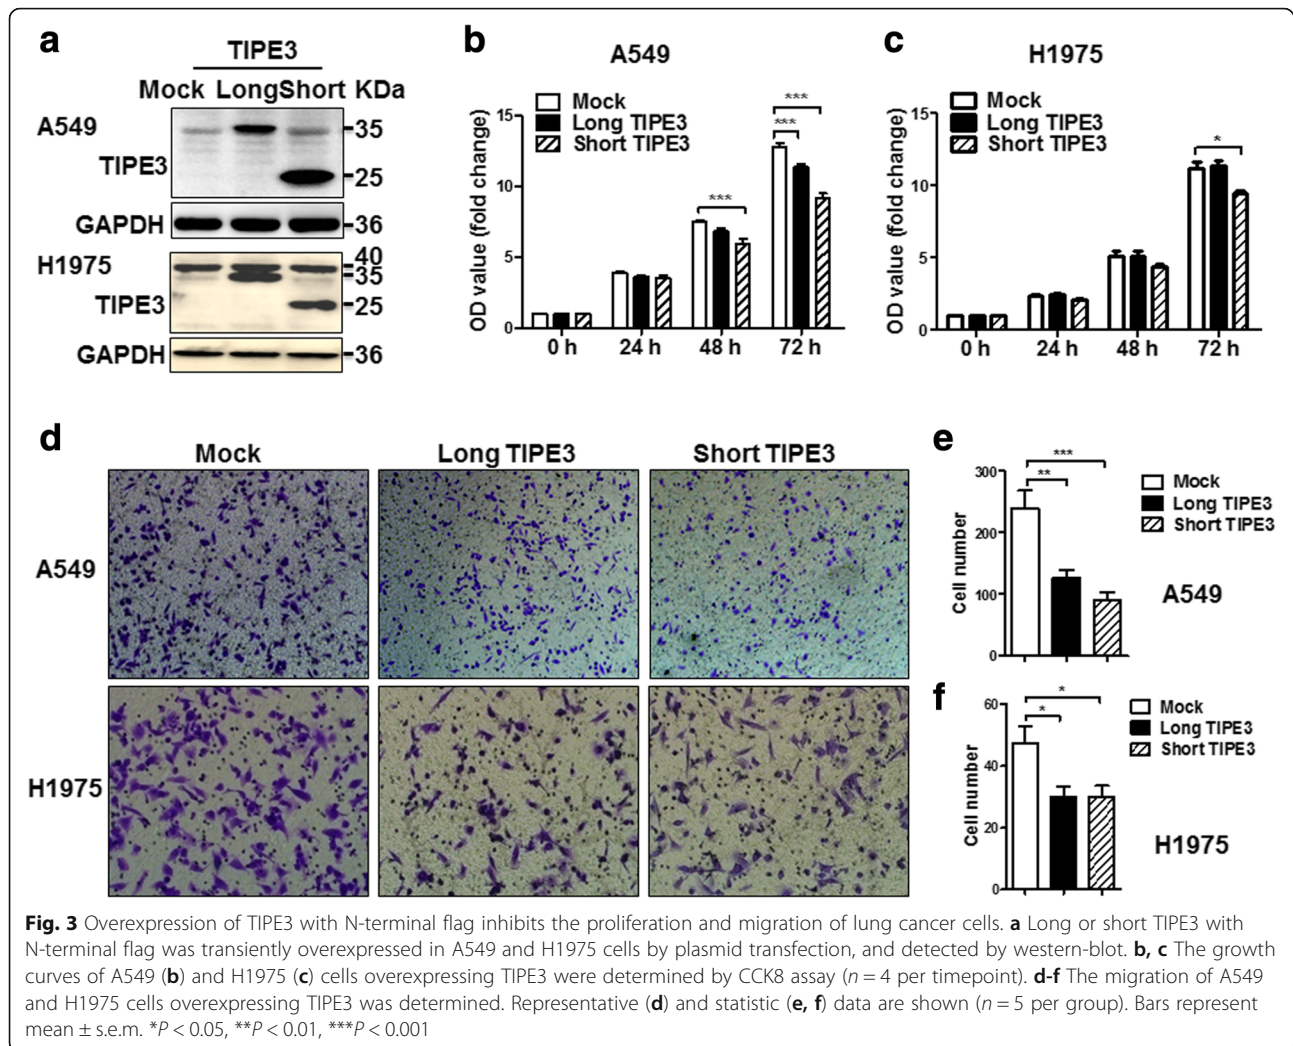 a
TIPE3
Mock Long Short KDa
A549
35
TIPE3
25
GAPDH
36
H1975
40
35
TIPE3
25
GAPDH
36
b
A549
Mock
Long TIPE3
Short TIPE3
OD value (fold change)
15
10
5
0
***
***
***
0 h 24 h 48 h 72 h
c
H1975
Mock
Long TIPE3
Short TIPE3
OD value (fold change)
15
10
5
0
*
0 h 24 h 48 h 72 h
d
Mock Long TIPE3 Short TIPE3
A549
H1975
e
Cell number
300
200
100
0
***
**
Mock
Long TIPE3
Short TIPE3
A549
f
Cell number
60
40
20
0
*
*
Mock
Long TIPE3
Short TIPE3
H1975
Fig. 3 Overexpression of TIPE3 with N-terminal flag inhibits the proliferation and migration of lung cancer cells. a Long or short TIPE3 with
N-terminal flag was transiently overexpressed in A549 and H1975 cells by plasmid transfection, and detected by western-blot. b, c The growth
curves of A549 (b) and H1975 (c) cells overexpressing TIPE3 were determined by CCK8 assay (n = 4 per timepoint). d-f The migration of A549
and H1975 cells overexpressing TIPE3 was determined. Representative (d) and statistic (e, f) data are shown (n = 5 per group). Bars represent
mean ± s.e.m. *P < 0.05, **P < 0.01, ***P < 0.001